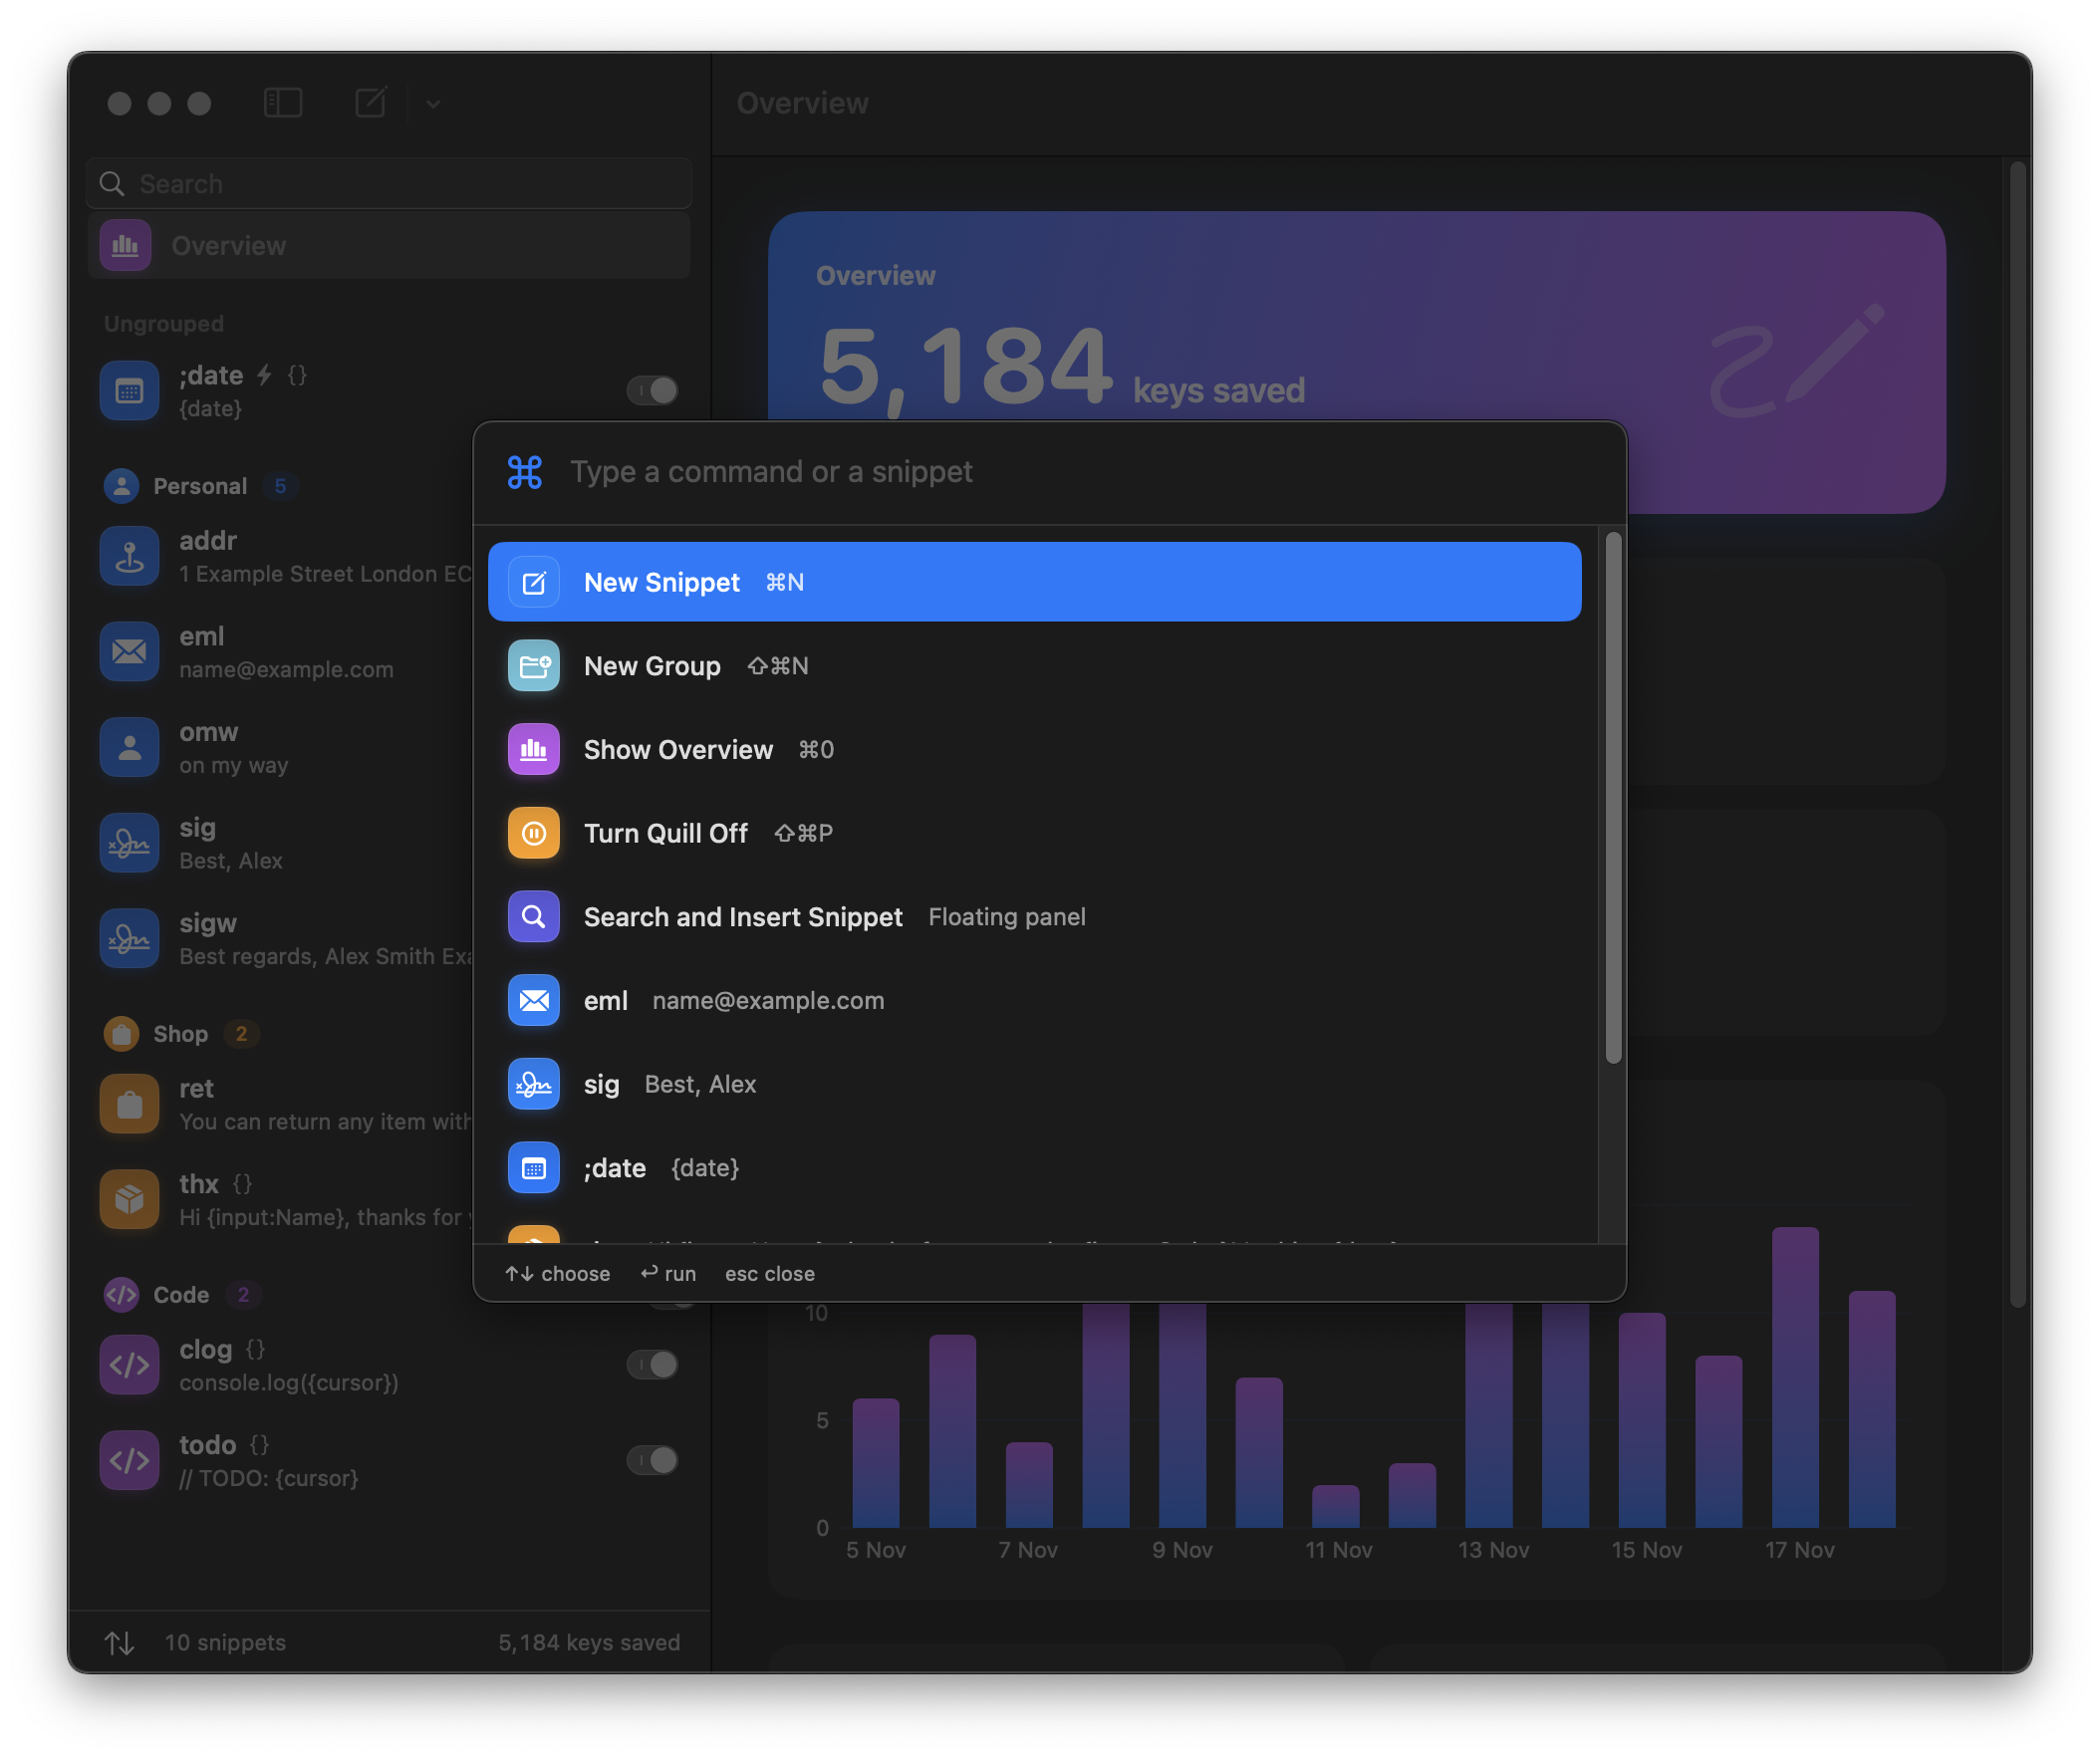 Overview
Search
Overview
Ungrouped
;date {}
{date}
Personal 5
addr
1 Example Street London EC
eml
name@example.com
omw
on my way
sig
Best, Alex
sigw
Best regards, Alex Smith Exa
Shop 2
ret
You can return any item with
thx {}
Hi {input:Name}, thanks for
Code 2
clog {}
console.log({cursor})
todo {}
// TODO: {cursor}
10 snippets
5,184 keys saved
Overview
5,184 keys saved
⌘ Type a command or a snippet
New Snippet ⌘N
New Group ⇧⌘N
Show Overview ⌘0
Turn Quill Off ⇧⌘P
Search and Insert Snippet Floating panel
eml name@example.com
sig Best, Alex
;date {date}
↑↓ choose ↩ run esc close
10
5
0
5 Nov 7 Nov 9 Nov 11 Nov 13 Nov 15 Nov 17 Nov